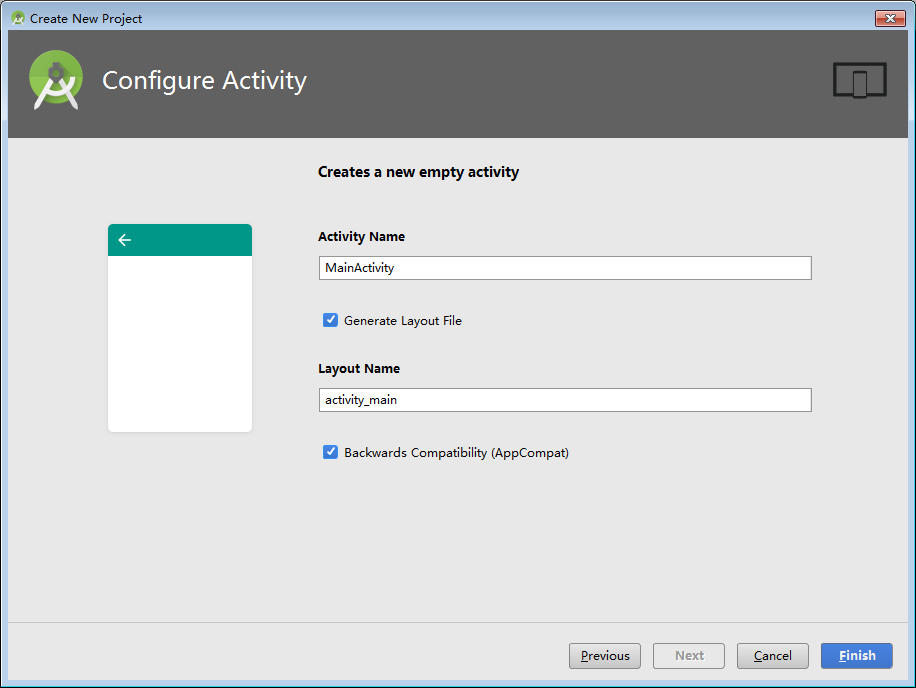 Create New Project
Configure Activity
Creates a new empty activity
Activity Name
MainActivity
Generate Layout File
Layout Name
activity_main
Backwards Compatibility (AppCompat)
Previous Next Cancel Finish